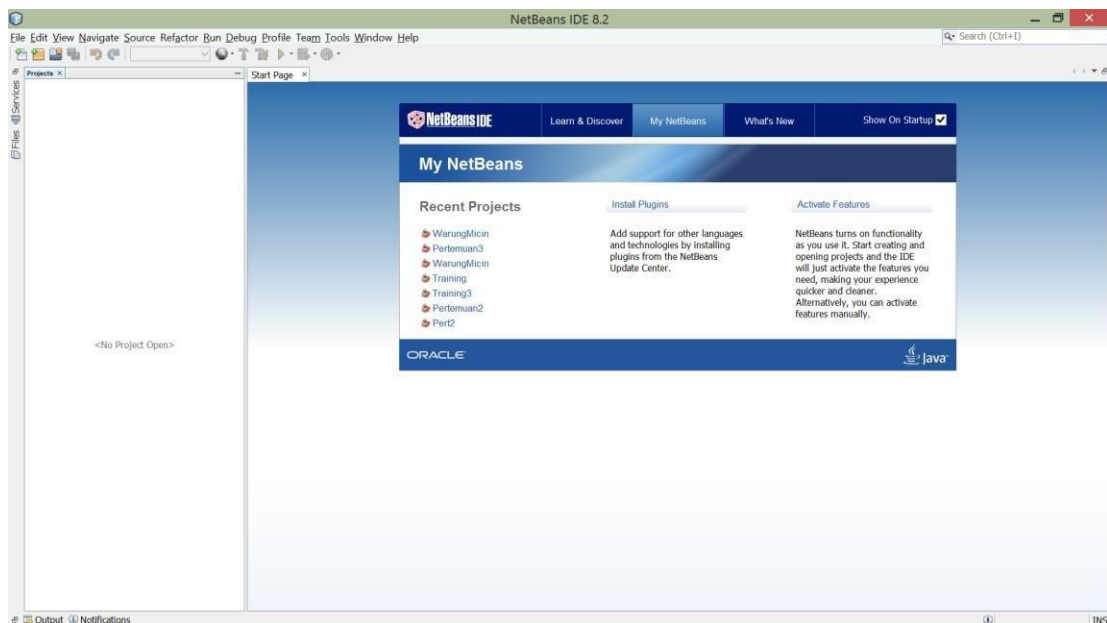 NetBeans IDE 8.2
File Edit View Navigate Source Refactor Run Debug Profile Team Tools Window Help
Search (Ctrl+I)
Projects
Start Page
Services
Files
NetBeans IDE
Learn & Discover
My NetBeans
What's New
Show On Startup
My NetBeans
Recent Projects
WarungMicin
Pertemuan3
WarungMicin
Training
Training3
Pertemuan2
Pert2
Install Plugins
Add support for other languages
and technologies by installing
plugins from the NetBeans
Update Center.
Activate Features
NetBeans turns on functionality
as you use it. Start creating and
opening projects and the IDE
will just activate the features you
need, making your experience
quicker and cleaner.
Alternatively, you can activate
features manually.
<No Project Open>
ORACLE
Java
Output Notifications
INS